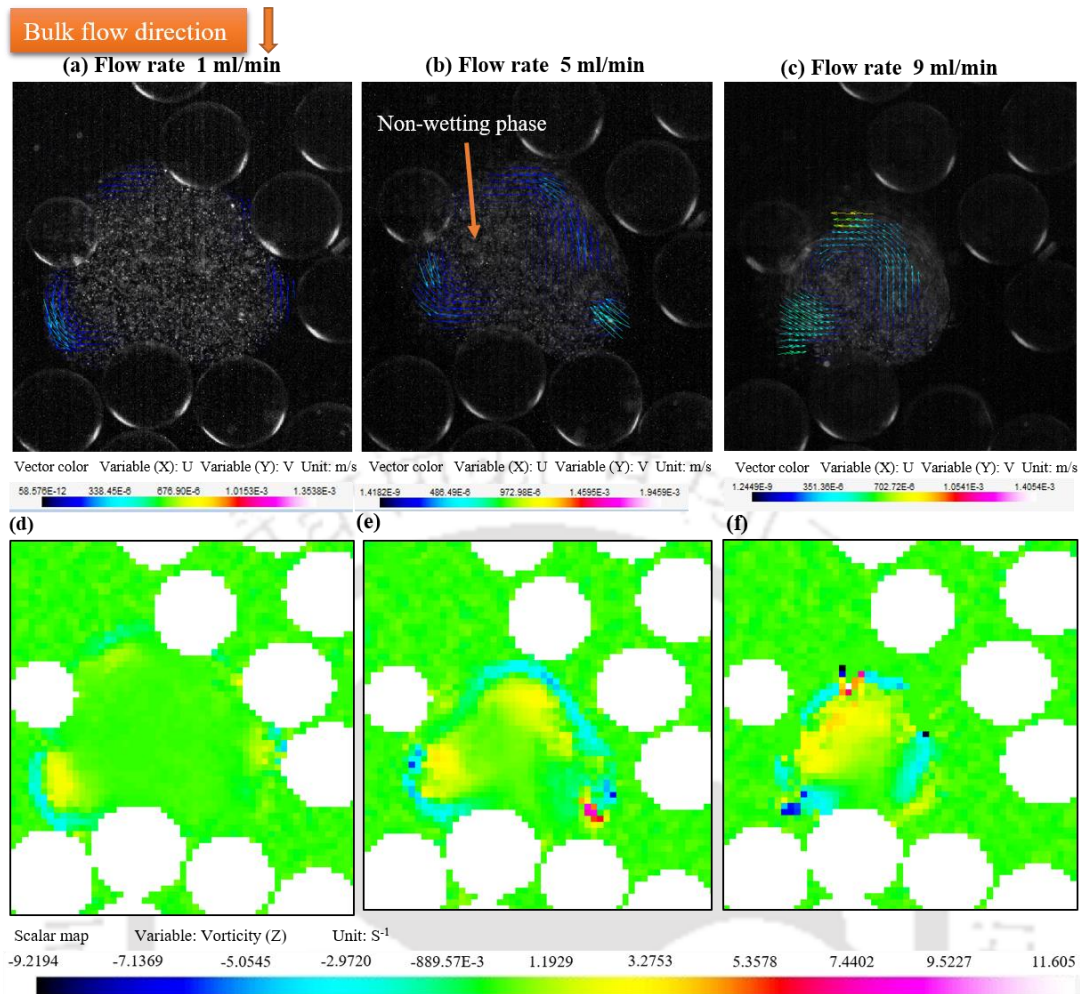 Bulk flow direction
(a) Flow rate 1 ml/min
(b) Flow rate 5 ml/min
(c) Flow rate 9 ml/min
Non-wetting phase
Vector color Variable (X): U Variable (Y): V Unit: m/s
58.576E-12 338.45E-6 676.90E-6 1.0153E-3 1.3538E-3
Vector color Variable (X): U Variable (Y): V Unit: m/s
1.4182E-9 486.49E-6 972.98E-6 1.4595E-3 1.9459E-3
Vector color Variable (X): U Variable (Y): V Unit: m/s
1.2449E-9 351.36E-6 702.72E-6 1.0541E-3 1.4054E-3
(d)
(e)
(f)
Scalar map Variable: Vorticity (Z) Unit: S-1
-9.2194 -7.1369 -5.0545 -2.9720 -889.57E-3 1.1929 3.2753 5.3578 7.4402 9.5227 11.605